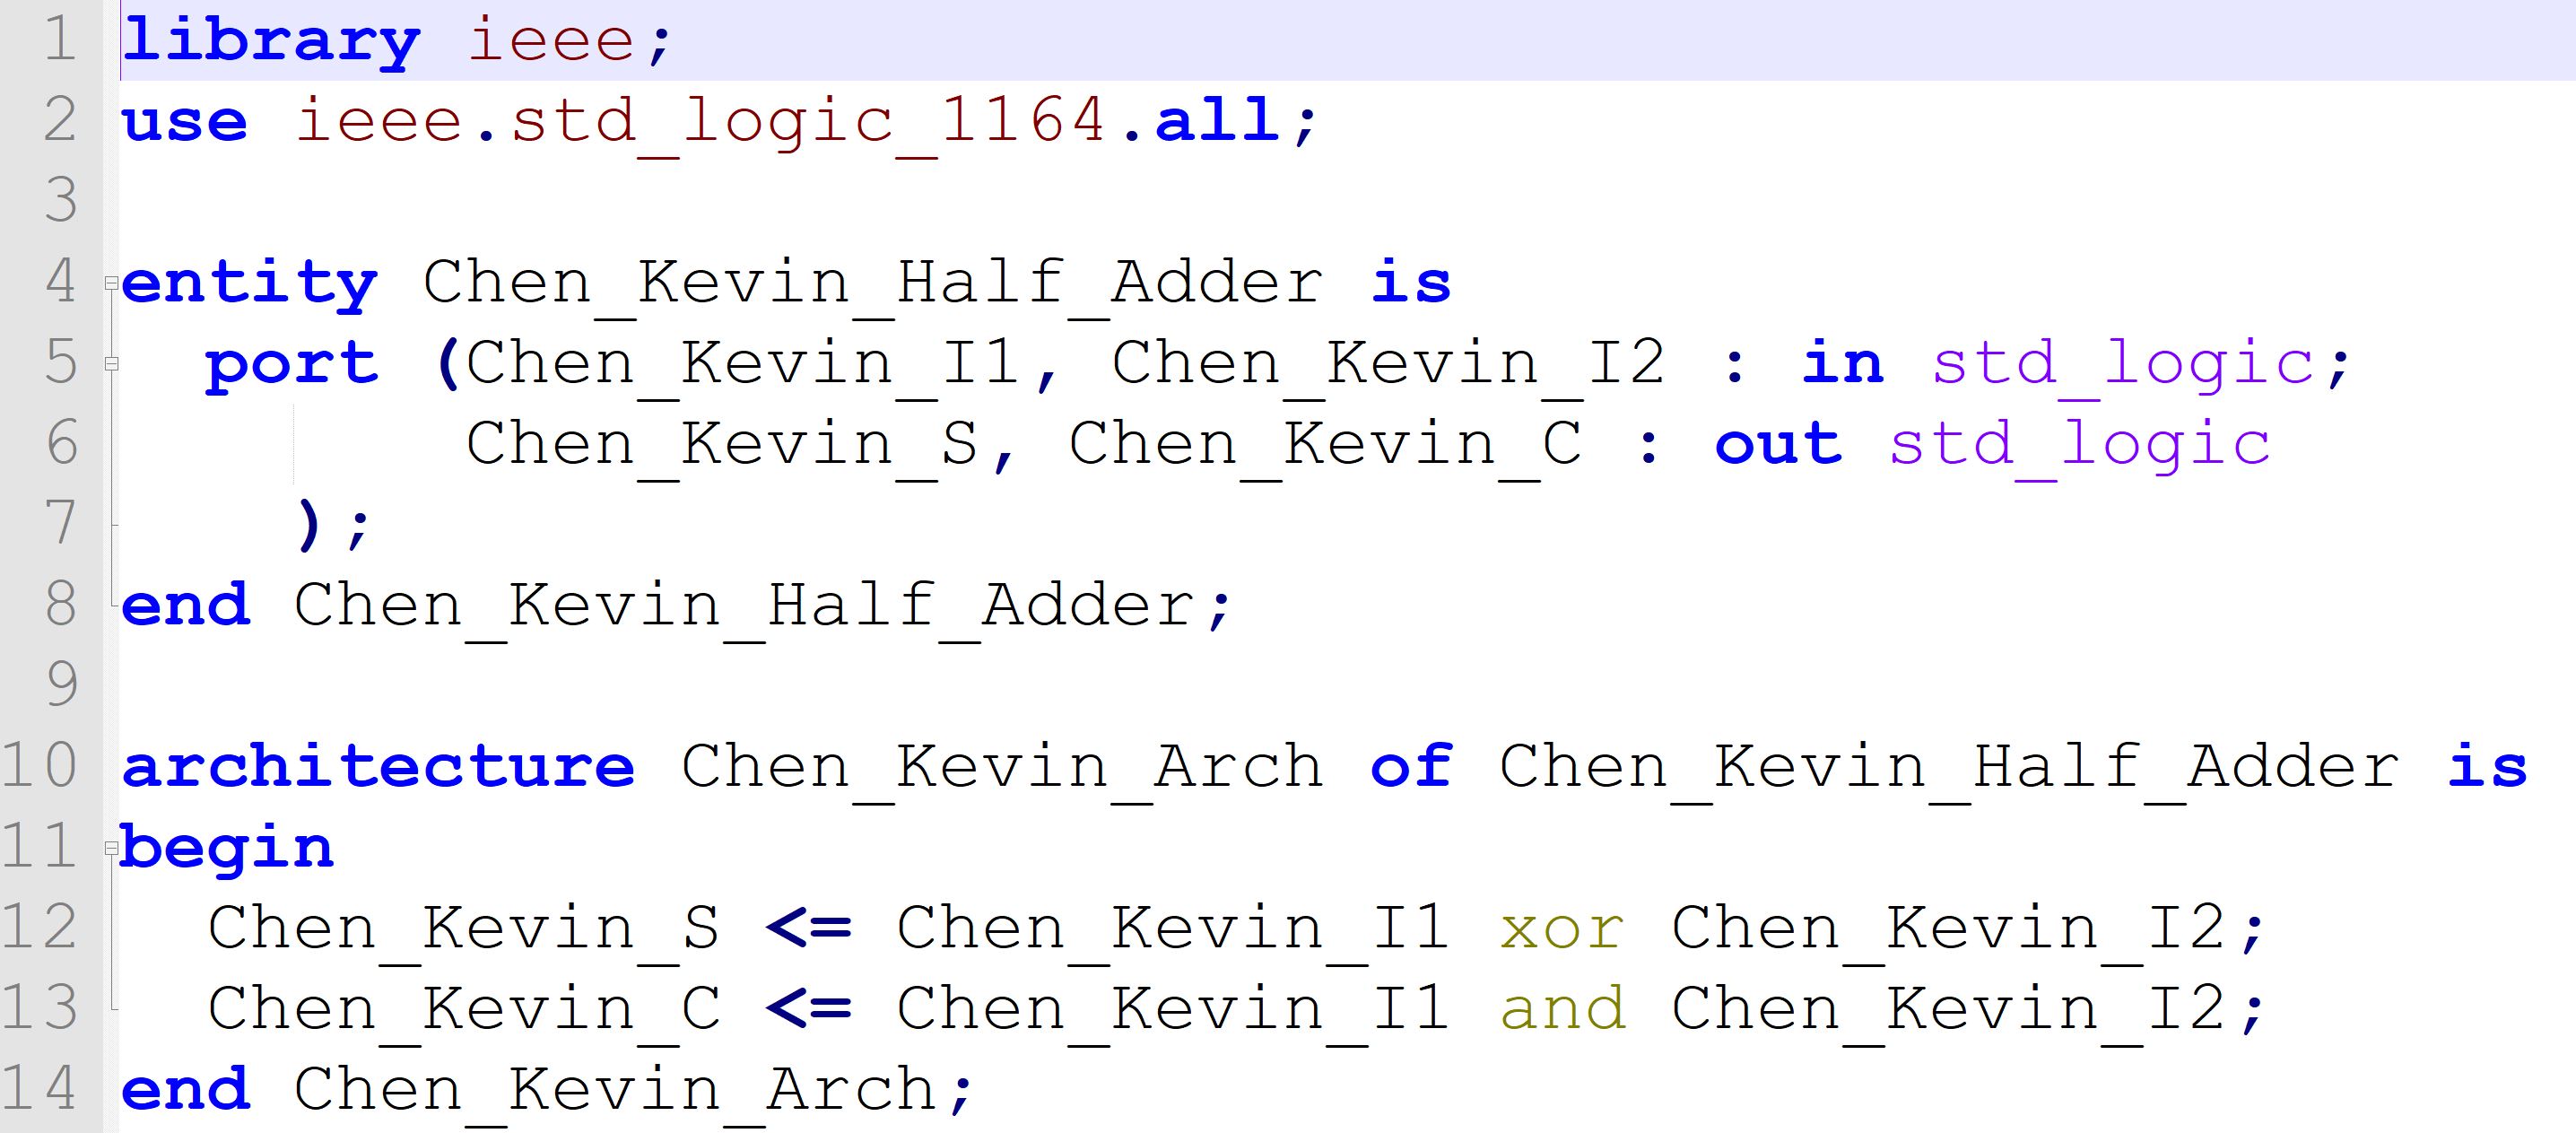 1 library ieee;
2 use ieee.std_logic_1164.all;
3
4 entity Chen_Kevin_Half_Adder is
5   port (Chen_Kevin_I1, Chen_Kevin_I2 : in std_logic;
6         Chen_Kevin_S, Chen_Kevin_C : out std_logic
7     );
8 end Chen_Kevin_Half_Adder;
9
10 architecture Chen_Kevin_Arch of Chen_Kevin_Half_Adder is
11 begin
12   Chen_Kevin_S <= Chen_Kevin_I1 xor Chen_Kevin_I2;
13   Chen_Kevin_C <= Chen_Kevin_I1 and Chen_Kevin_I2;
14 end Chen_Kevin_Arch;